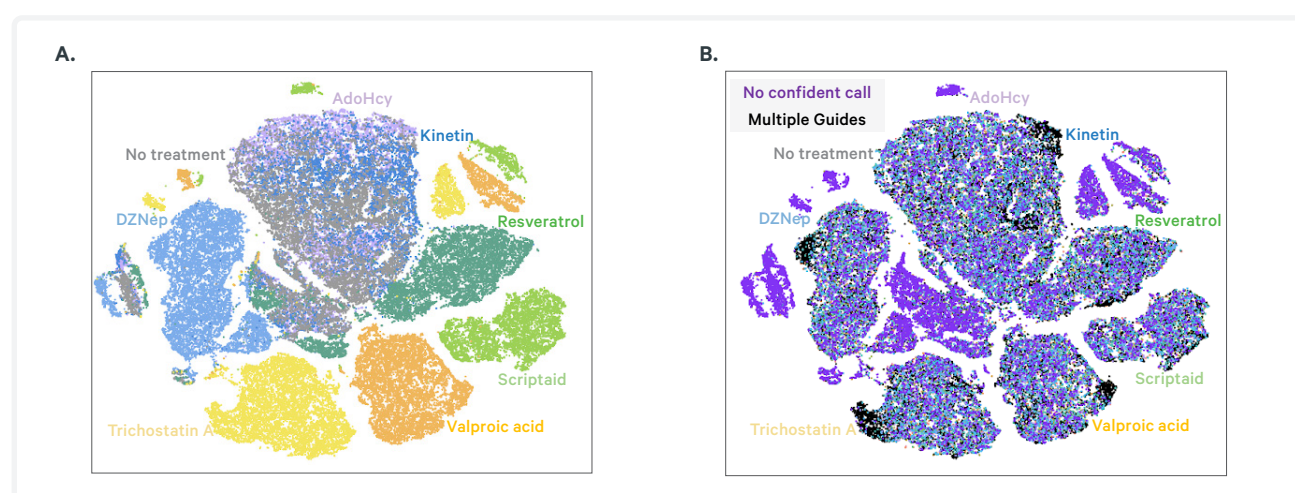 A.
AdoHcy
Kinetin
No treatment
DZNep
Resveratrol
Scriptaid
Trichostatin A
Valproic acid
B.
No confident call
Multiple Guides
AdoHcy
Kinetin
No treatment
DZNep
Resveratrol
Scriptaid
Trichostatin A
Valproic acid